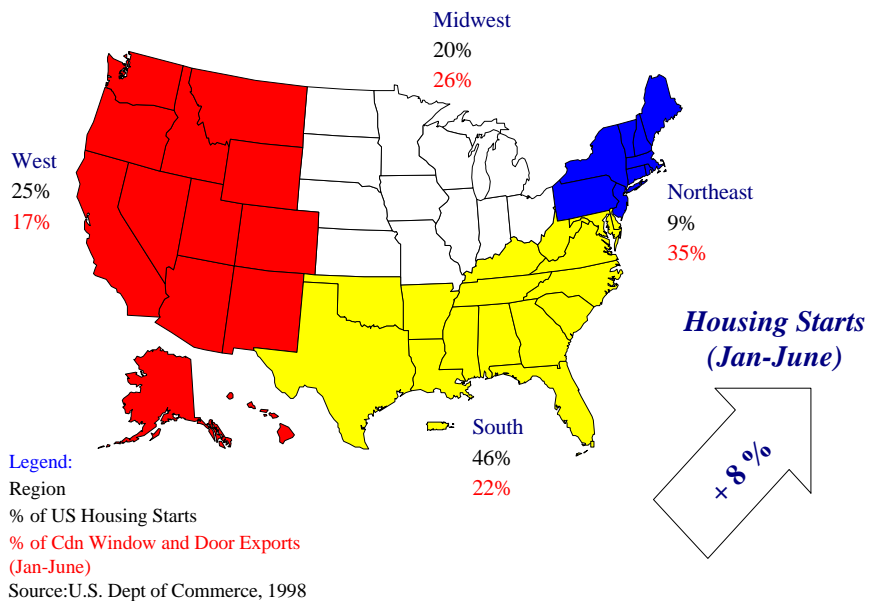 Midwest
20%
26%
West
25%
17%
Northeast
9%
35%
Housing Starts
(Jan-June)
+ 8 %
South
46%
22%
Legend:
Region
% of US Housing Starts
% of Cdn Window and Door Exports
(Jan-June)
Source:U.S. Dept of Commerce, 1998